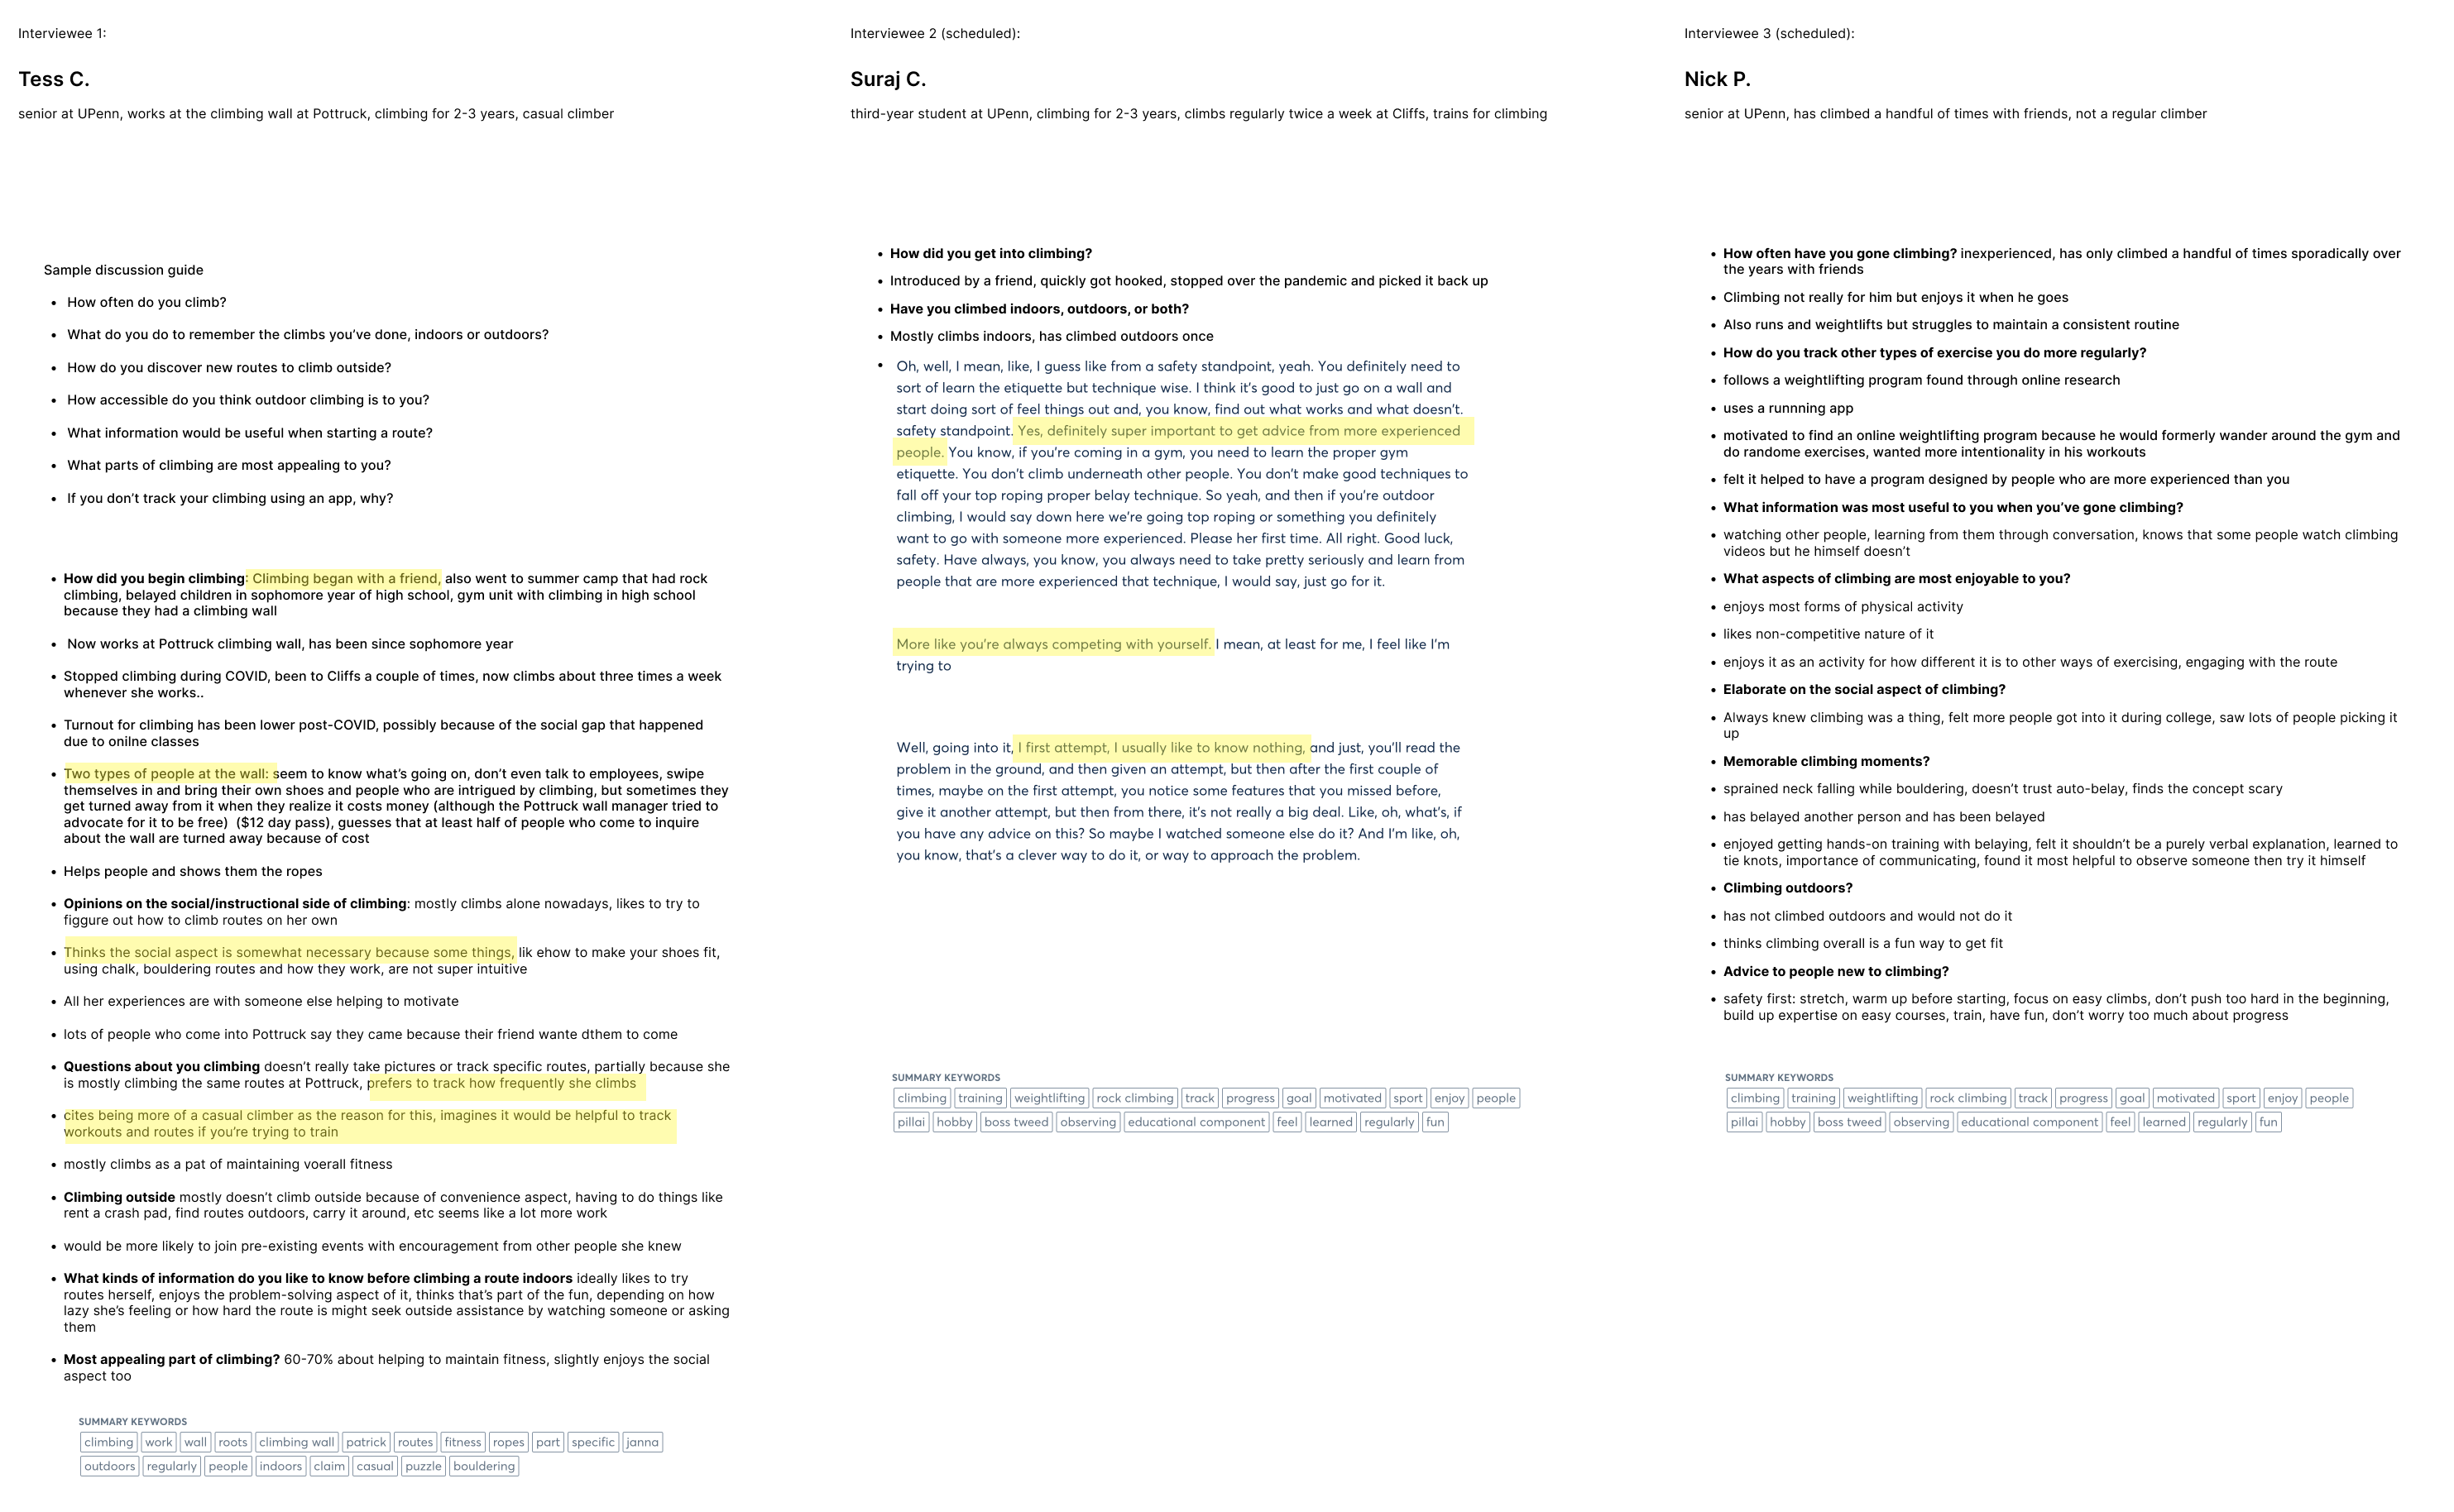 Interviewee 1:
Tess C.
senior at UPenn, works at the climbing wall at Pottruck, climbing for 2-3 years, casual climber
Sample discussion guide
• How often do you climb?
• What do you do to remember the climbs you've done, indoors or outdoors?
• How do you discover new routes to climb outside?
• How accessible do you think outdoor climbing is to you?
• What information would be useful when starting a route?
• What parts of climbing are most appealing to you?
• If you don't track your climbing using an app, why?
• How did you begin climbing: Climbing began with a friend, also went to summer camp that had rock
climbing, belayed children in sophomore year of high school, gym unit with climbing in high school
because they had a climbing wall
• Now works at Pottruck climbing wall, has been since sophomore year
• Stopped climbing during COVID, been to Cliffs a couple of times, now climbs about three times a week
whenever she works..
• Turnout for climbing has been lower post-COVID, possibly because of the social gap that happened
due to onilne classes
• Two types of people at the wall: seem to know what's going on, don't even talk to employees, swipe
themselves in and bring their own shoes and people who are intrigued by climbing, but sometimes they
get turned away from it when they realize it costs money (although the Pottruck wall manager tried to
advocate for it to be free) ($12 day pass), guesses that at least half of people who come to inquire
about the wall are turned away because of cost
• Helps people and shows them the ropes
• Opinions on the social/instructional side of climbing: mostly climbs alone nowadays, likes to try to
figgure out how to climb routes on her own
• Thinks the social aspect is somewhat necessary because some things, lik ehow to make your shoes fit,
using chalk, bouldering routes and how they work, are not super intuitive
• All her experiences are with someone else helping to motivate
• lots of people who come into Pottruck say they came because their friend wante dthem to come
• Questions about you climbing doesn't really take pictures or track specific routes, partially because she
is mostly climbing the same routes at Pottruck, prefers to track how frequently she climbs
• cites being more of a casual climber as the reason for this, imagines it would be helpful to track
workouts and routes if you're trying to train
• mostly climbs as a pat of maintaining voerall fitness
• Climbing outside mostly doesn't climb outside because of convenience aspect, having to do things like
rent a crash pad, find routes outdoors, carry it around, etc seems like a lot more work
• would be more likely to join pre-existing events with encouragement from other people she knew
• What kinds of information do you like to know before climbing a route indoors ideally likes to try
routes herself, enjoys the problem-solving aspect of it, thinks that's part of the fun, depending on how
lazy she's feeling or how hard the route is might seek outside assistance by watching someone or asking
them
• Most appealing part of climbing? 60-70% about helping to maintain fitness, slightly enjoys the social
aspect too
SUMMARY KEYWORDS
climbing work wall roots climbing wall patrick routes fitness ropes part specific janna
outdoors regularly people indoors claim casual puzzle bouldering
Interviewee 2 (scheduled):
Suraj C.
third-year student at UPenn, climbing for 2-3 years, climbs regularly twice a week at Cliffs, trains for climbing
• How did you get into climbing?
• Introduced by a friend, quickly got hooked, stopped over the pandemic and picked it back up
• Have you climbed indoors, outdoors, or both?
• Mostly climbs indoors, has climbed outdoors once
• Oh, well, I mean, like, I guess like from a safety standpoint, yeah. You definitely need to
sort of learn the etiquette but technique wise. I think it's good to just go on a wall and
start doing sort of feel things out and, you know, find out what works and what doesn't.
safety standpoint. Yes, definitely super important to get advice from more experienced
people. You know, if you're coming in a gym, you need to learn the proper gym
etiquette. You don't climb underneath other people. You don't make good techniques to
fall off your top roping proper belay technique. So yeah, and then if you're outdoor
climbing, I would say down here we're going top roping or something you definitely
want to go with someone more experienced. Please her first time. All right. Good luck,
safety. Have always, you know, you always need to take pretty seriously and learn from
people that are more experienced that technique, I would say, just go for it.
More like you're always competing with yourself. I mean, at least for me, I feel like I'm
trying to
Well, going into it, I first attempt, I usually like to know nothing, and just, you'll read the
problem in the ground, and then given an attempt, but then after the first couple of
times, maybe on the first attempt, you notice some features that you missed before,
give it another attempt, but then from there, it's not really a big deal. Like, oh, what's, if
you have any advice on this? So maybe I watched someone else do it? And I'm like, oh,
you know, that's a clever way to do it, or way to approach the problem.
SUMMARY KEYWORDS
climbing training weightlifting rock climbing track progress goal motivated sport enjoy people
pillai hobby boss tweed observing educational component feel learned regularly fun
Interviewee 3 (scheduled):
Nick P.
senior at UPenn, has climbed a handful of times with friends, not a regular climber
• How often have you gone climbing? inexperienced, has only climbed a handful of times sporadically over
the years with friends
• Climbing not really for him but enjoys it when he goes
• Also runs and weightlifts but struggles to maintain a consistent routine
• How do you track other types of exercise you do more regularly?
• follows a weightlifting program found through online research
• uses a runnning app
• motivated to find an online weightlifting program because he would formerly wander around the gym and
do randome exercises, wanted more intentionality in his workouts
• felt it helped to have a program designed by people who are more experienced than you
• What information was most useful to you when you've gone climbing?
• watching other people, learning from them through conversation, knows that some people watch climbing
videos but he himself doesn't
• What aspects of climbing are most enjoyable to you?
• enjoys most forms of physical activity
• likes non-competitive nature of it
• enjoys it as an activity for how different it is to other ways of exercising, engaging with the route
• Elaborate on the social aspect of climbing?
• Always knew climbing was a thing, felt more people got into it during college, saw lots of people picking it
up
• Memorable climbing moments?
• sprained neck falling while bouldering, doesn't trust auto-belay, finds the concept scary
• has belayed another person and has been belayed
• enjoyed getting hands-on training with belaying, felt it shouldn't be a purely verbal explanation, learned to
tie knots, importance of communicating, found it most helpful to observe someone then try it himself
• Climbing outdoors?
• has not climbed outdoors and would not do it
• thinks climbing overall is a fun way to get fit
• Advice to people new to climbing?
• safety first: stretch, warm up before starting, focus on easy climbs, don't push too hard in the beginning,
build up expertise on easy courses, train, have fun, don't worry too much about progress
SUMMARY KEYWORDS
climbing training weightlifting rock climbing track progress goal motivated sport enjoy people
pillai hobby boss tweed observing educational component feel learned regularly fun